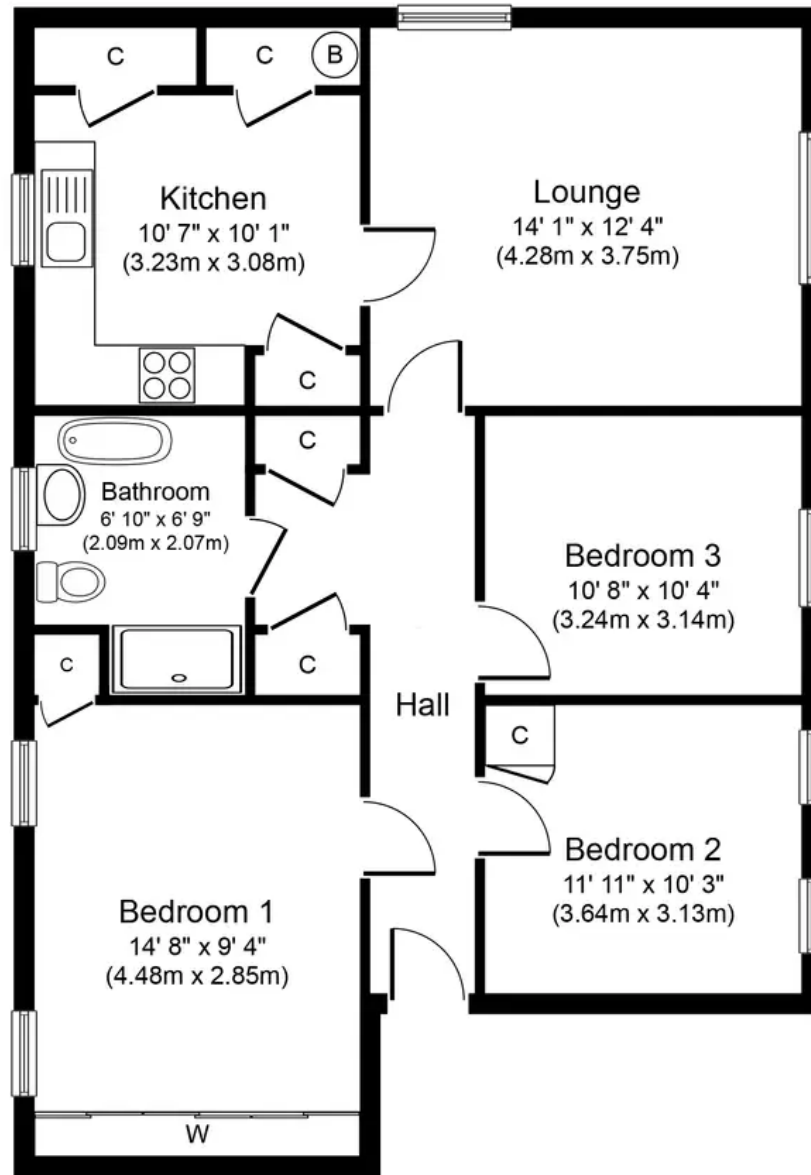 C
C
B
Kitchen
10' 7" x 10' 1"
(3.23m x 3.08m)
C
Lounge
14' 1" x 12' 4"
(4.28m x 3.75m)
C
Bathroom
6' 10" x 6' 9"
(2.09m x 2.07m)
C
C
Hall
Bedroom 3
10' 8" x 10' 4"
(3.24m x 3.14m)
C
Bedroom 2
11' 11" x 10' 3"
(3.64m x 3.13m)
Bedroom 1
14' 8" x 9' 4"
(4.48m x 2.85m)
W